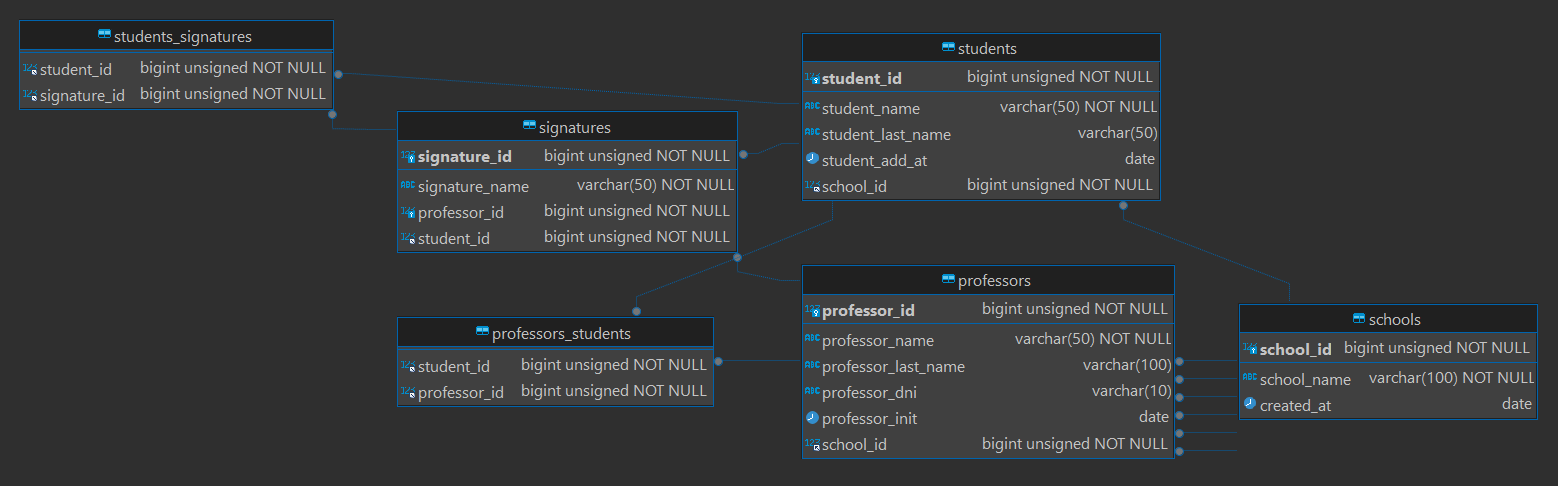 students_signatures
student_id bigint unsigned NOT NULL
signature_id bigint unsigned NOT NULL
students
student_id bigint unsigned NOT NULL
student_name varchar(50) NOT NULL
student_last_name varchar(50)
student_add_at date
school_id bigint unsigned NOT NULL
signatures
signature_id bigint unsigned NOT NULL
signature_name varchar(50) NOT NULL
professor_id bigint unsigned NOT NULL
student_id bigint unsigned NOT NULL
professors
professor_id bigint unsigned NOT NULL
professor_name varchar(50) NOT NULL
professor_last_name varchar(100)
professor_dni varchar(10)
professor_init date
school_id bigint unsigned NOT NULL
professors_students
student_id bigint unsigned NOT NULL
professor_id bigint unsigned NOT NULL
schools
school_id bigint unsigned NOT NULL
school_name varchar(100) NOT NULL
created_at date